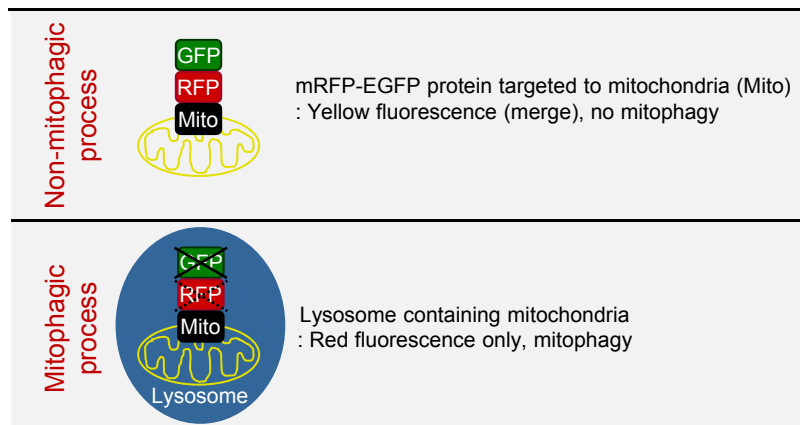 Non-mitophagic
process
GFP
RFP
Mito
mRFP-EGFP protein targeted to mitochondria (Mito)
: Yellow fluorescence (merge), no mitophagy
Mitophagic
process
GFP
RFP
Mito
Lysosome
Lysosome containing mitochondria
: Red fluorescence only, mitophagy